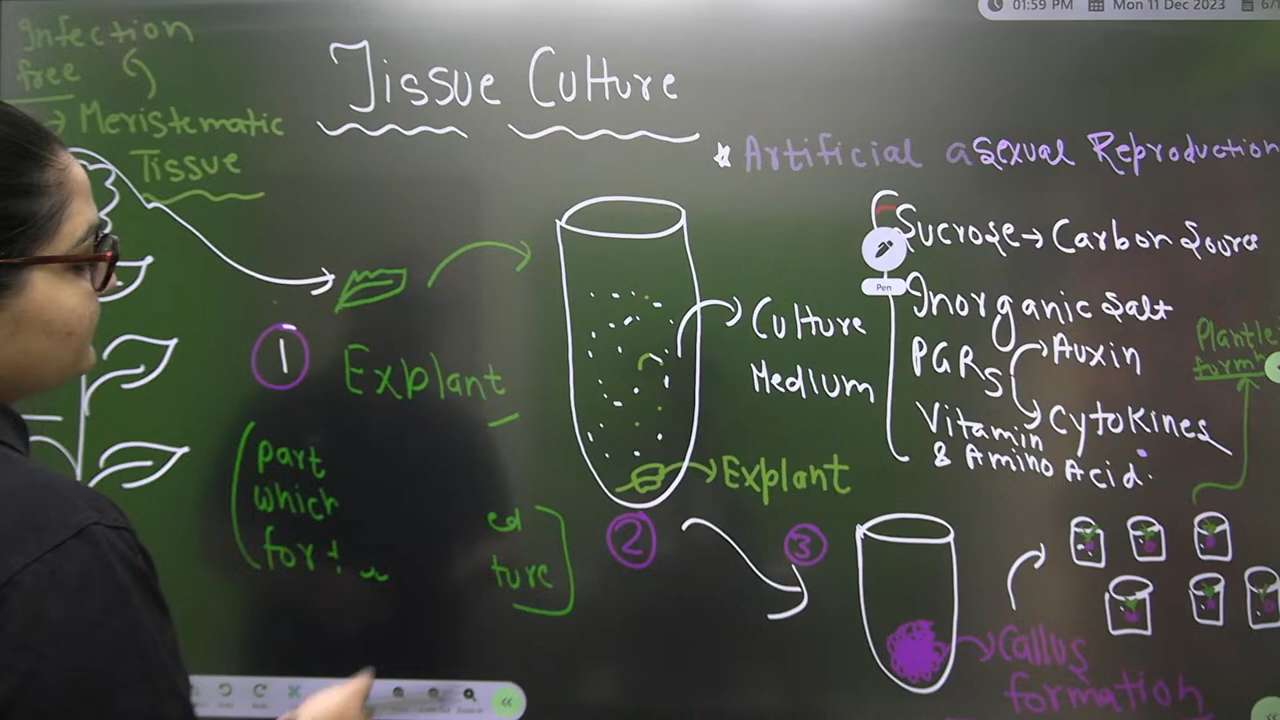 01:59 PM Mon 11 Dec 2023
Infection
free
Meristematic
Tissue
Tissue Culture
Artificial asexual Reproduction
Sucrose → Carbon Source
Pen
Inorganic Salt
PGRs
Auxin
Cytokines
Vitamin
& Amino Acid.
Culture
Medium
1
Explant
part
which
Explant
2
3
Callus
formation